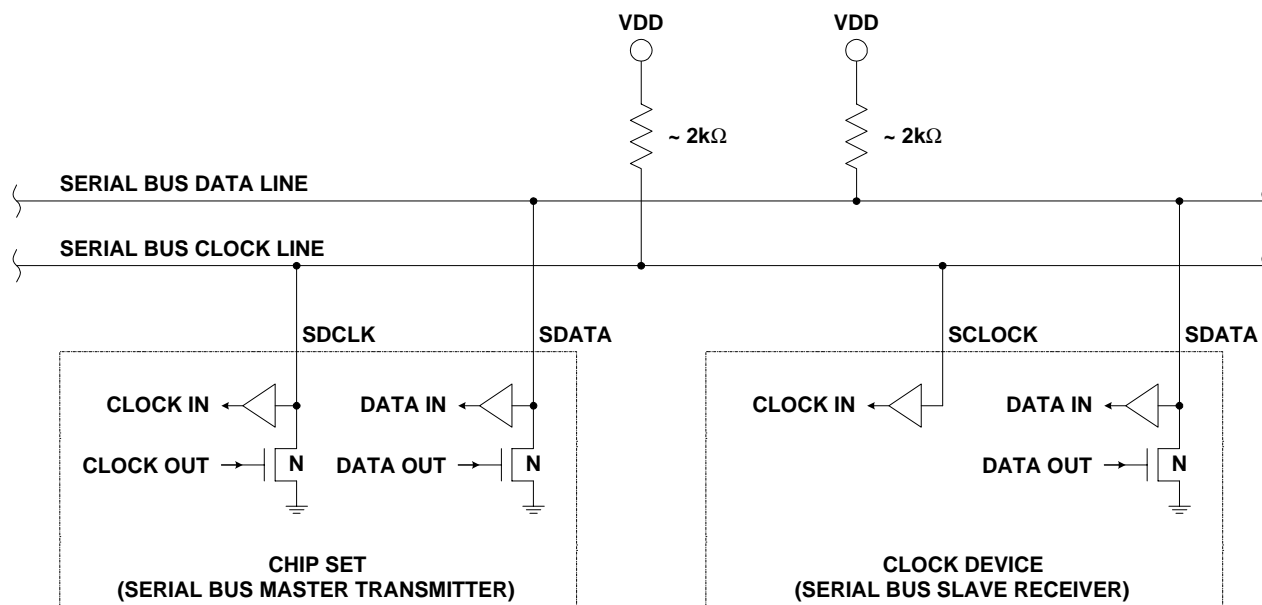 VDD
VDD
~ 2kΩ
~ 2kΩ
SERIAL BUS DATA LINE
SERIAL BUS CLOCK LINE
SDCLK
SDATA
SCLOCK
SDATA
CLOCK IN
DATA IN
CLOCK IN
DATA IN
CLOCK OUT
N
DATA OUT
N
DATA OUT
N
CHIP SET
(SERIAL BUS MASTER TRANSMITTER)
CLOCK DEVICE
(SERIAL BUS SLAVE RECEIVER)